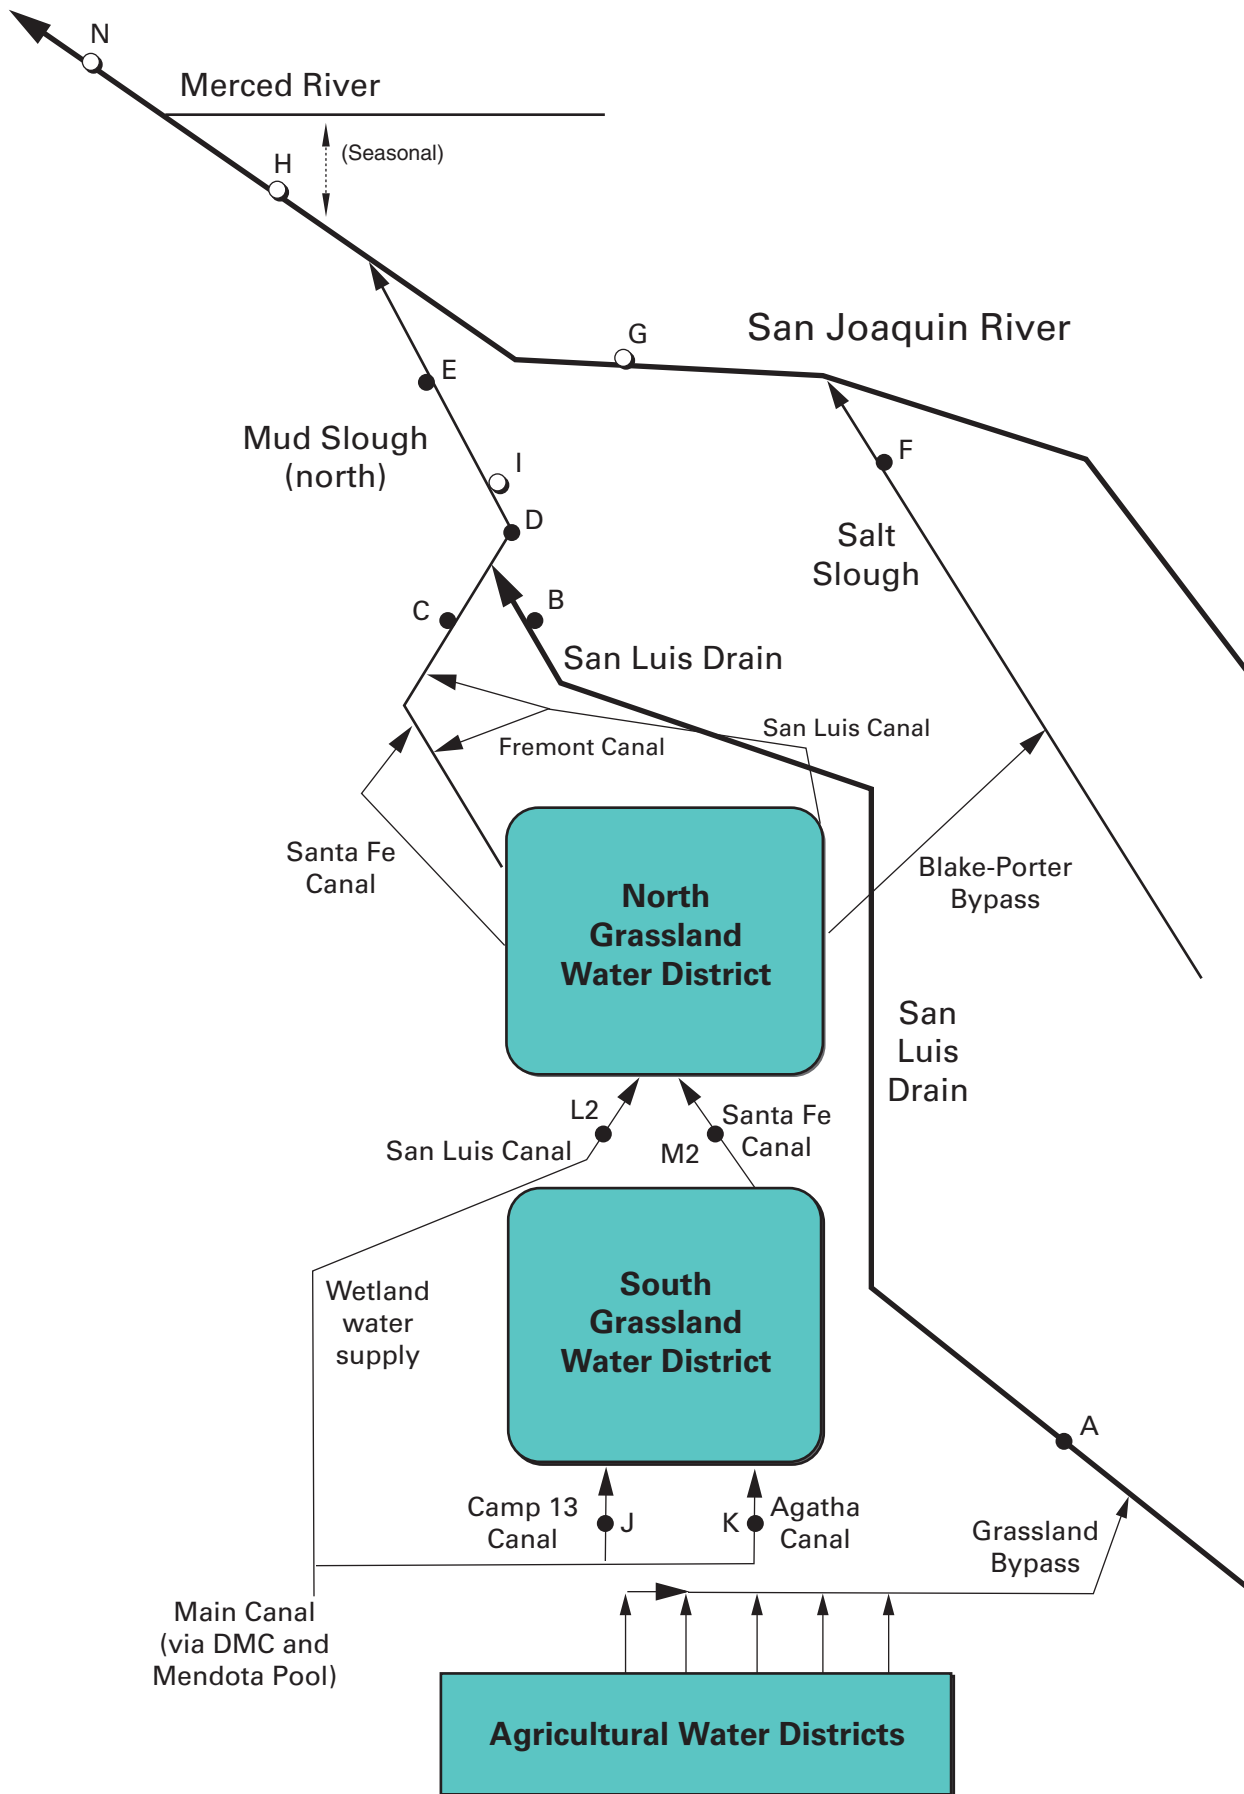 N
Merced River
H
(Seasonal)
G
San Joaquin River
E
Mud Slough
(north)
I
F
D
Salt
Slough
C
B
San Luis Drain
San Luis Canal
Fremont Canal
Santa Fe
Canal
Blake-Porter
Bypass
North
Grassland
Water District
San
Luis
Drain
L2
San Luis Canal
M2
Santa Fe
Canal
Wetland
water
supply
South
Grassland
Water District
A
Camp 13
Canal
J
K
Agatha
Canal
Grassland
Bypass
Main Canal
(via DMC and
Mendota Pool)
Agricultural Water Districts